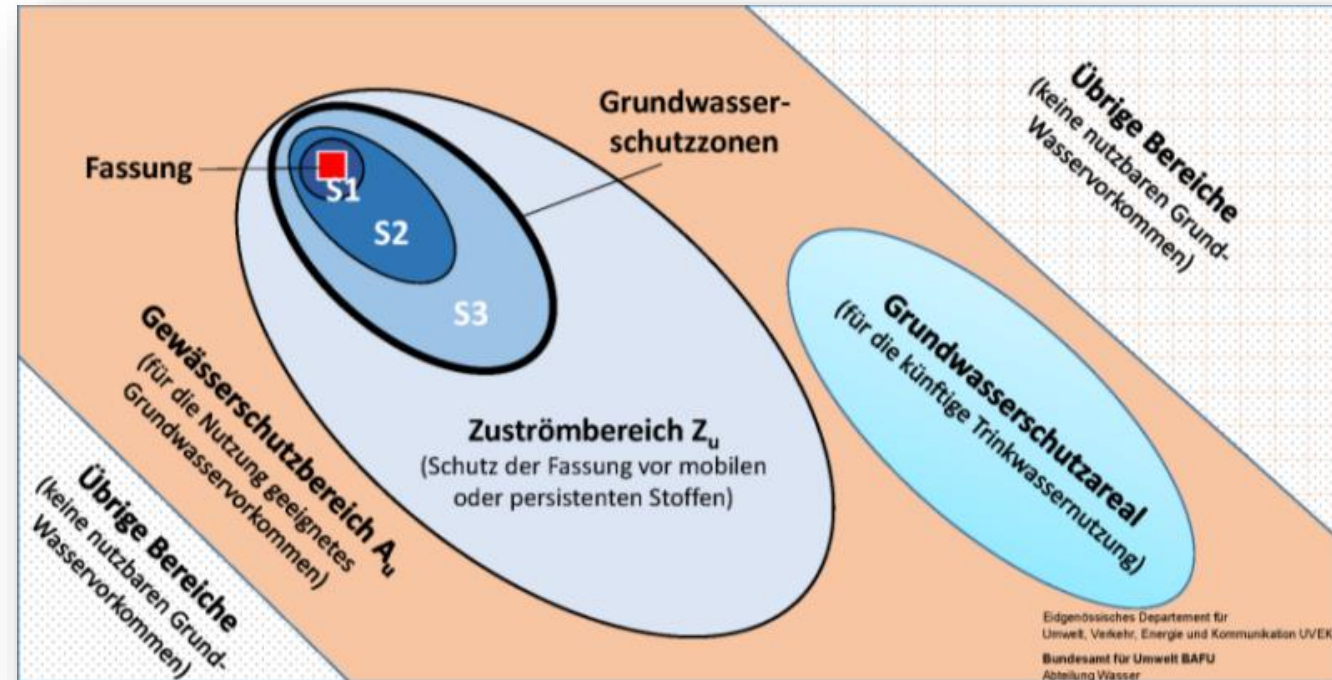 Grundwasser-
schutzzonen
Fassung
S1
S2
S3
Übrige Bereiche
(keine nutzbaren Grund-
Wasservorkommen)
Grundwasserschutzareal
(für die künftige Trinkwassernutzung)
Zuströmbereich Zu
(Schutz der Fassung vor mobilen
oder persistenten Stoffen)
Gewässerschutzbereich Au
(für die Nutzung geeignetes
Grundwasservorkommen)
Übrige Bereiche
(keine nutzbaren Grund-
Wasservorkommen)
Eidgenössisches Departement für
Umwelt, Verkehr, Energie und Kommunikation UVEK
Bundesamt für Umwelt BAFU
Abteilung Wasser